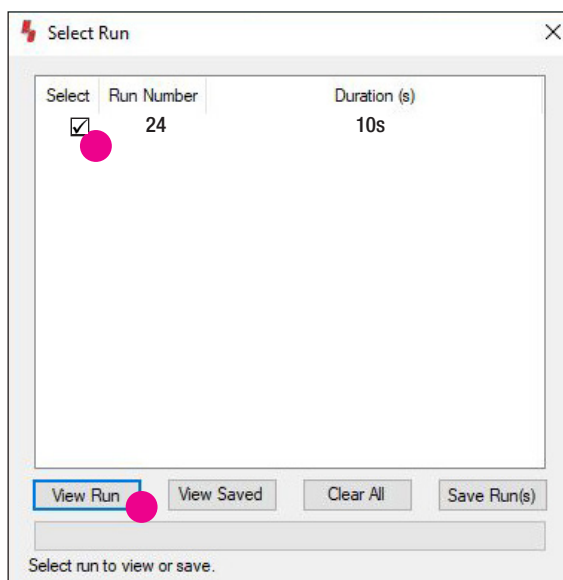 Select Run
Select Run Number Duration (s)
24 10s
View Run View Saved Clear All Save Run(s)
Select run to view or save.